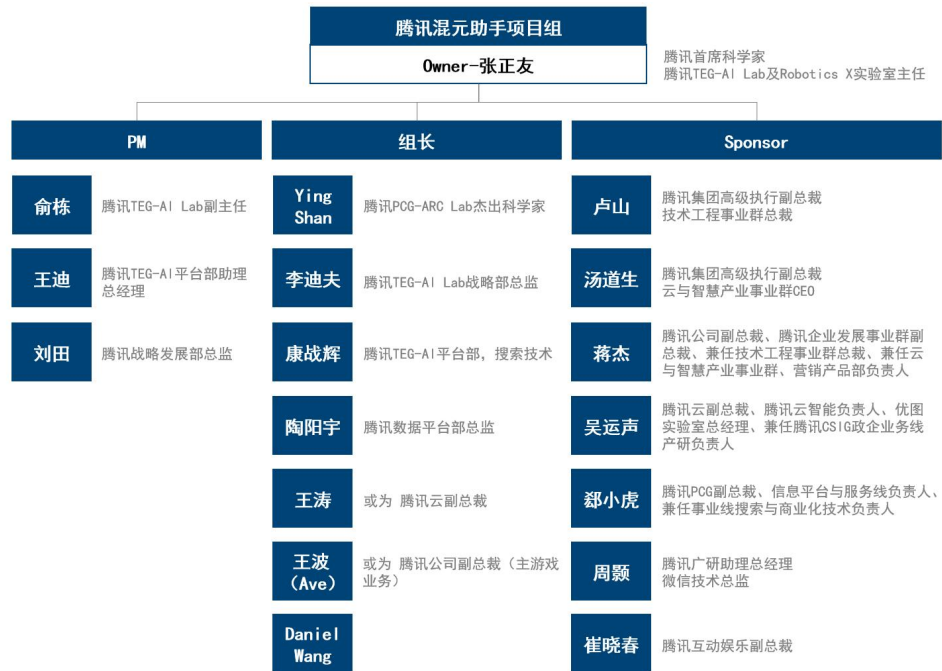 腾讯混元助手项目组
Owner-张正友
腾讯首席科学家
腾讯TEG-AI Lab及Robotics X实验室主任
PM
俞栋
腾讯TEG-AI Lab副主任
王迪
腾讯TEG-AI平台部助理
总经理
刘田
腾讯战略发展部总监
组长
Ying
Shan
腾讯PCG-ARC Lab杰出科学家
李迪夫
腾讯TEG-AI Lab战略部总监
康战辉
腾讯TEG-AI平台部，搜索技术
陶阳宇
腾讯数据平台部总监
王涛
或为 腾讯云副总裁
王波
（Ave）
或为 腾讯公司副总裁（主游戏
业务）
Daniel
Wang
Sponsor
卢山
腾讯集团高级执行副总裁
技术工程事业群总裁
汤道生
腾讯集团高级执行副总裁
云与智慧产业事业群CEO
蒋杰
腾讯公司副总裁、腾讯企业发展事业群副
总裁、兼任技术工程事业群总裁、兼任云
与智慧产业事业群、营销产品部负责人
吴运声
腾讯云副总裁、腾讯云智能负责人、优图
实验室总经理、兼任腾讯CSIG政企业务线
产研负责人
郄小虎
腾讯PCG副总裁、信息平台与服务线负责人、
兼任事业线搜索与商业化技术负责人
周颢
腾讯广研助理总经理
微信技术总监
崔晓春
腾讯互动娱乐副总裁